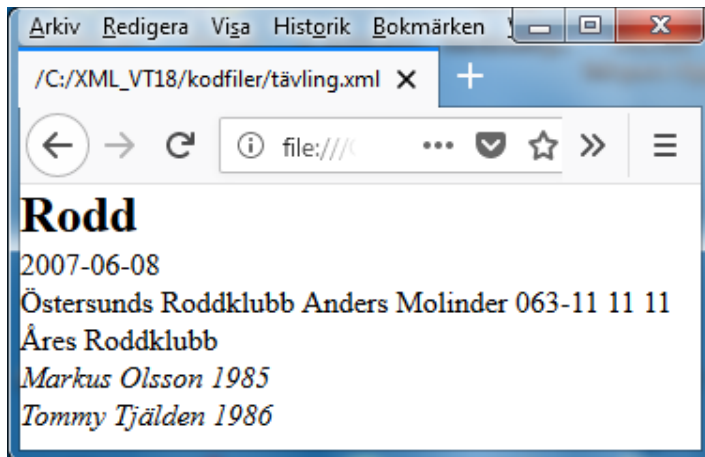 Arkiv Redigera Visa Historik Bokmärken
/C:/XML_VT18/kodfiler/tävling.xml
file:///
Rodd
2007-06-08
Östersunds Roddklubb Anders Molinder 063-11 11 11
Åres Roddklubb
Markus Olsson 1985
Tommy Tjälden 1986